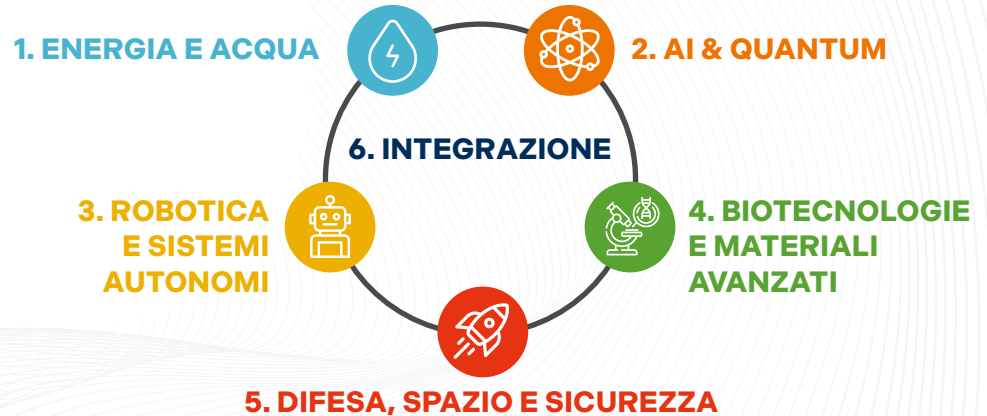 1. ENERGIA E ACQUA
2. AI & QUANTUM
6. INTEGRAZIONE
3. ROBOTICA
E SISTEMI
AUTONOMI
4. BIOTECNOLOGIE
E MATERIALI
AVANZATI
5. DIFESA, SPAZIO E SICUREZZA